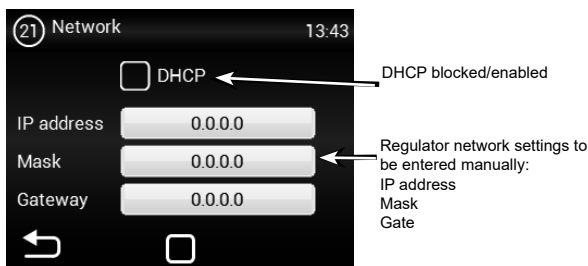 21 Network 13:43
DHCP
DHCP blocked/enabled
IP address 0.0.0.0
Mask 0.0.0.0
Gateway 0.0.0.0
Regulator network settings to
be entered manually:
IP address
Mask
Gate